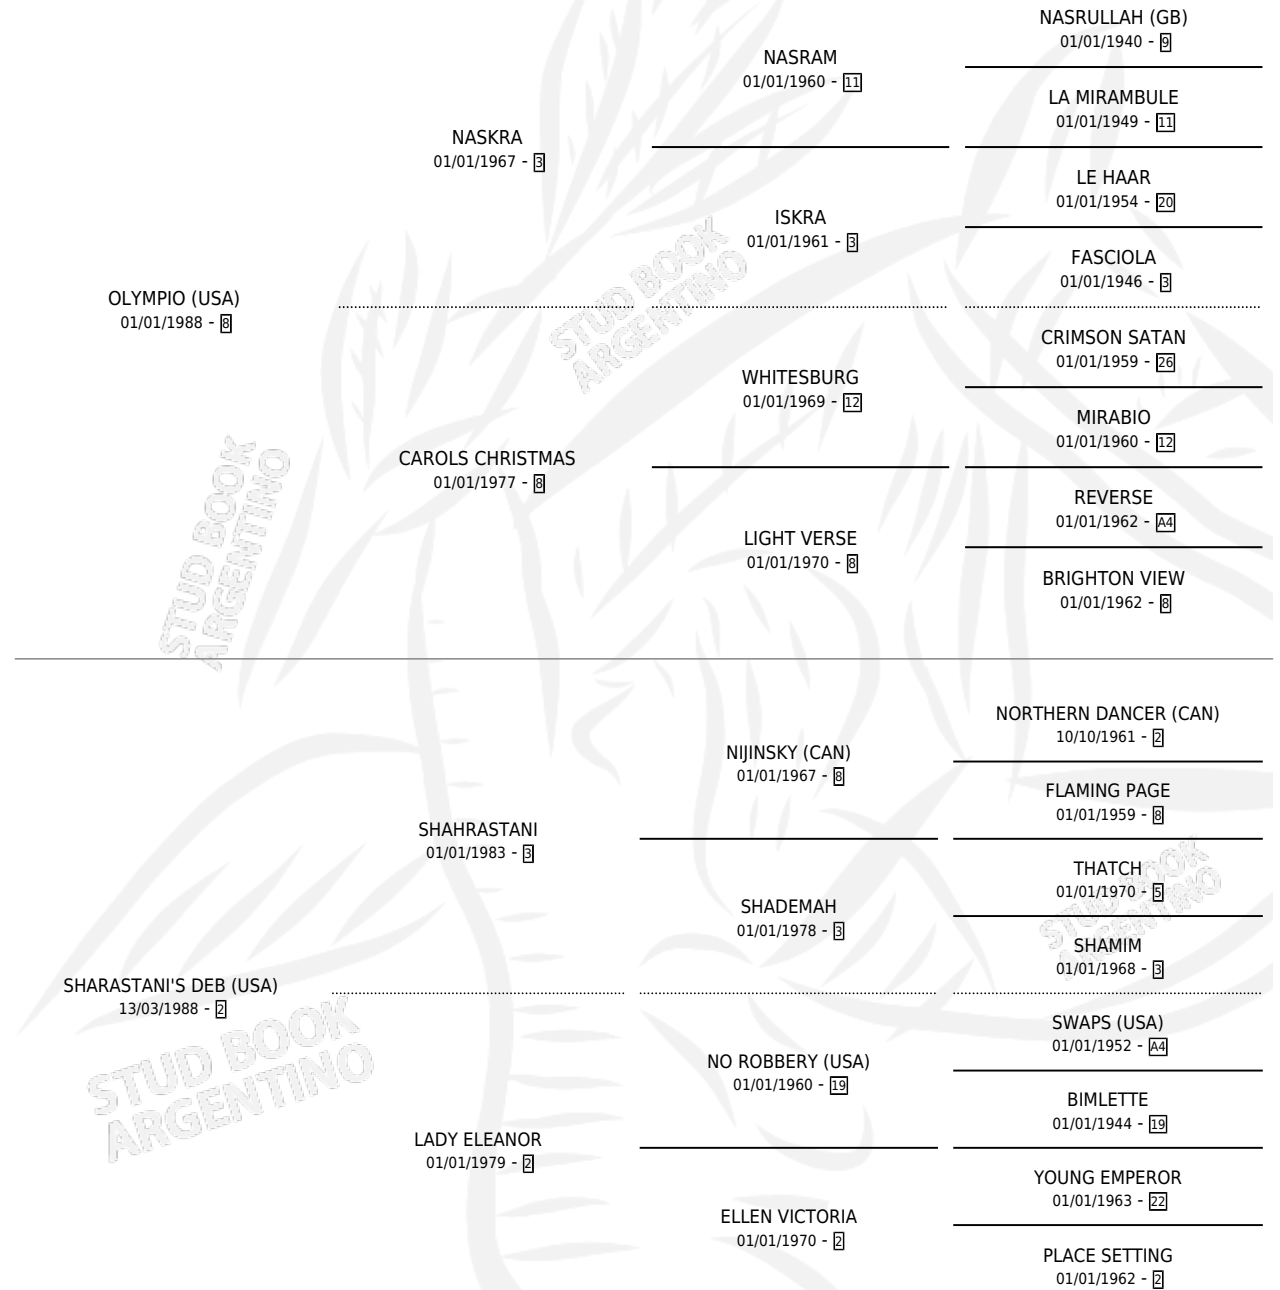 NASRULLAH (GB)
01/01/1940 - 9
NASRAM
01/01/1960 - 11
LA MIRAMBULE
01/01/1949 - 11
NASKRA
01/01/1967 - 3
LE HAAR
01/01/1954 - 20
ISKRA
01/01/1961 - 3
FASCIOLA
01/01/1946 - 3
OLYMPIO (USA)
01/01/1988 - 8
CRIMSON SATAN
01/01/1959 - 26
WHITESBURG
01/01/1969 - 12
MIRABIO
01/01/1960 - 12
CAROLS CHRISTMAS
01/01/1977 - 8
REVERSE
01/01/1962 - A4
LIGHT VERSE
01/01/1970 - 8
BRIGHTON VIEW
01/01/1962 - 8
STUD BOOK
ARGENTINO
STUD BOOK
ARGENTINO
NORTHERN DANCER (CAN)
10/10/1961 - 2
NIJINSKY (CAN)
01/01/1967 - 8
FLAMING PAGE
01/01/1959 - 8
SHAHRASTANI
01/01/1983 - 3
THATCH
01/01/1970 - 5
SHADEMAH
01/01/1978 - 3
SHAMIM
01/01/1968 - 3
SHARASTANI'S DEB (USA)
13/03/1988 - 2
SWAPS (USA)
01/01/1952 - A4
NO ROBBERY (USA)
01/01/1960 - 19
BIMLETTE
01/01/1944 - 19
LADY ELEANOR
01/01/1979 - 2
YOUNG EMPEROR
01/01/1963 - 22
ELLEN VICTORIA
01/01/1970 - 2
PLACE SETTING
01/01/1962 - 2
STUD BOOK
ARGENTINO
STUD BOOK
ARGENTINO